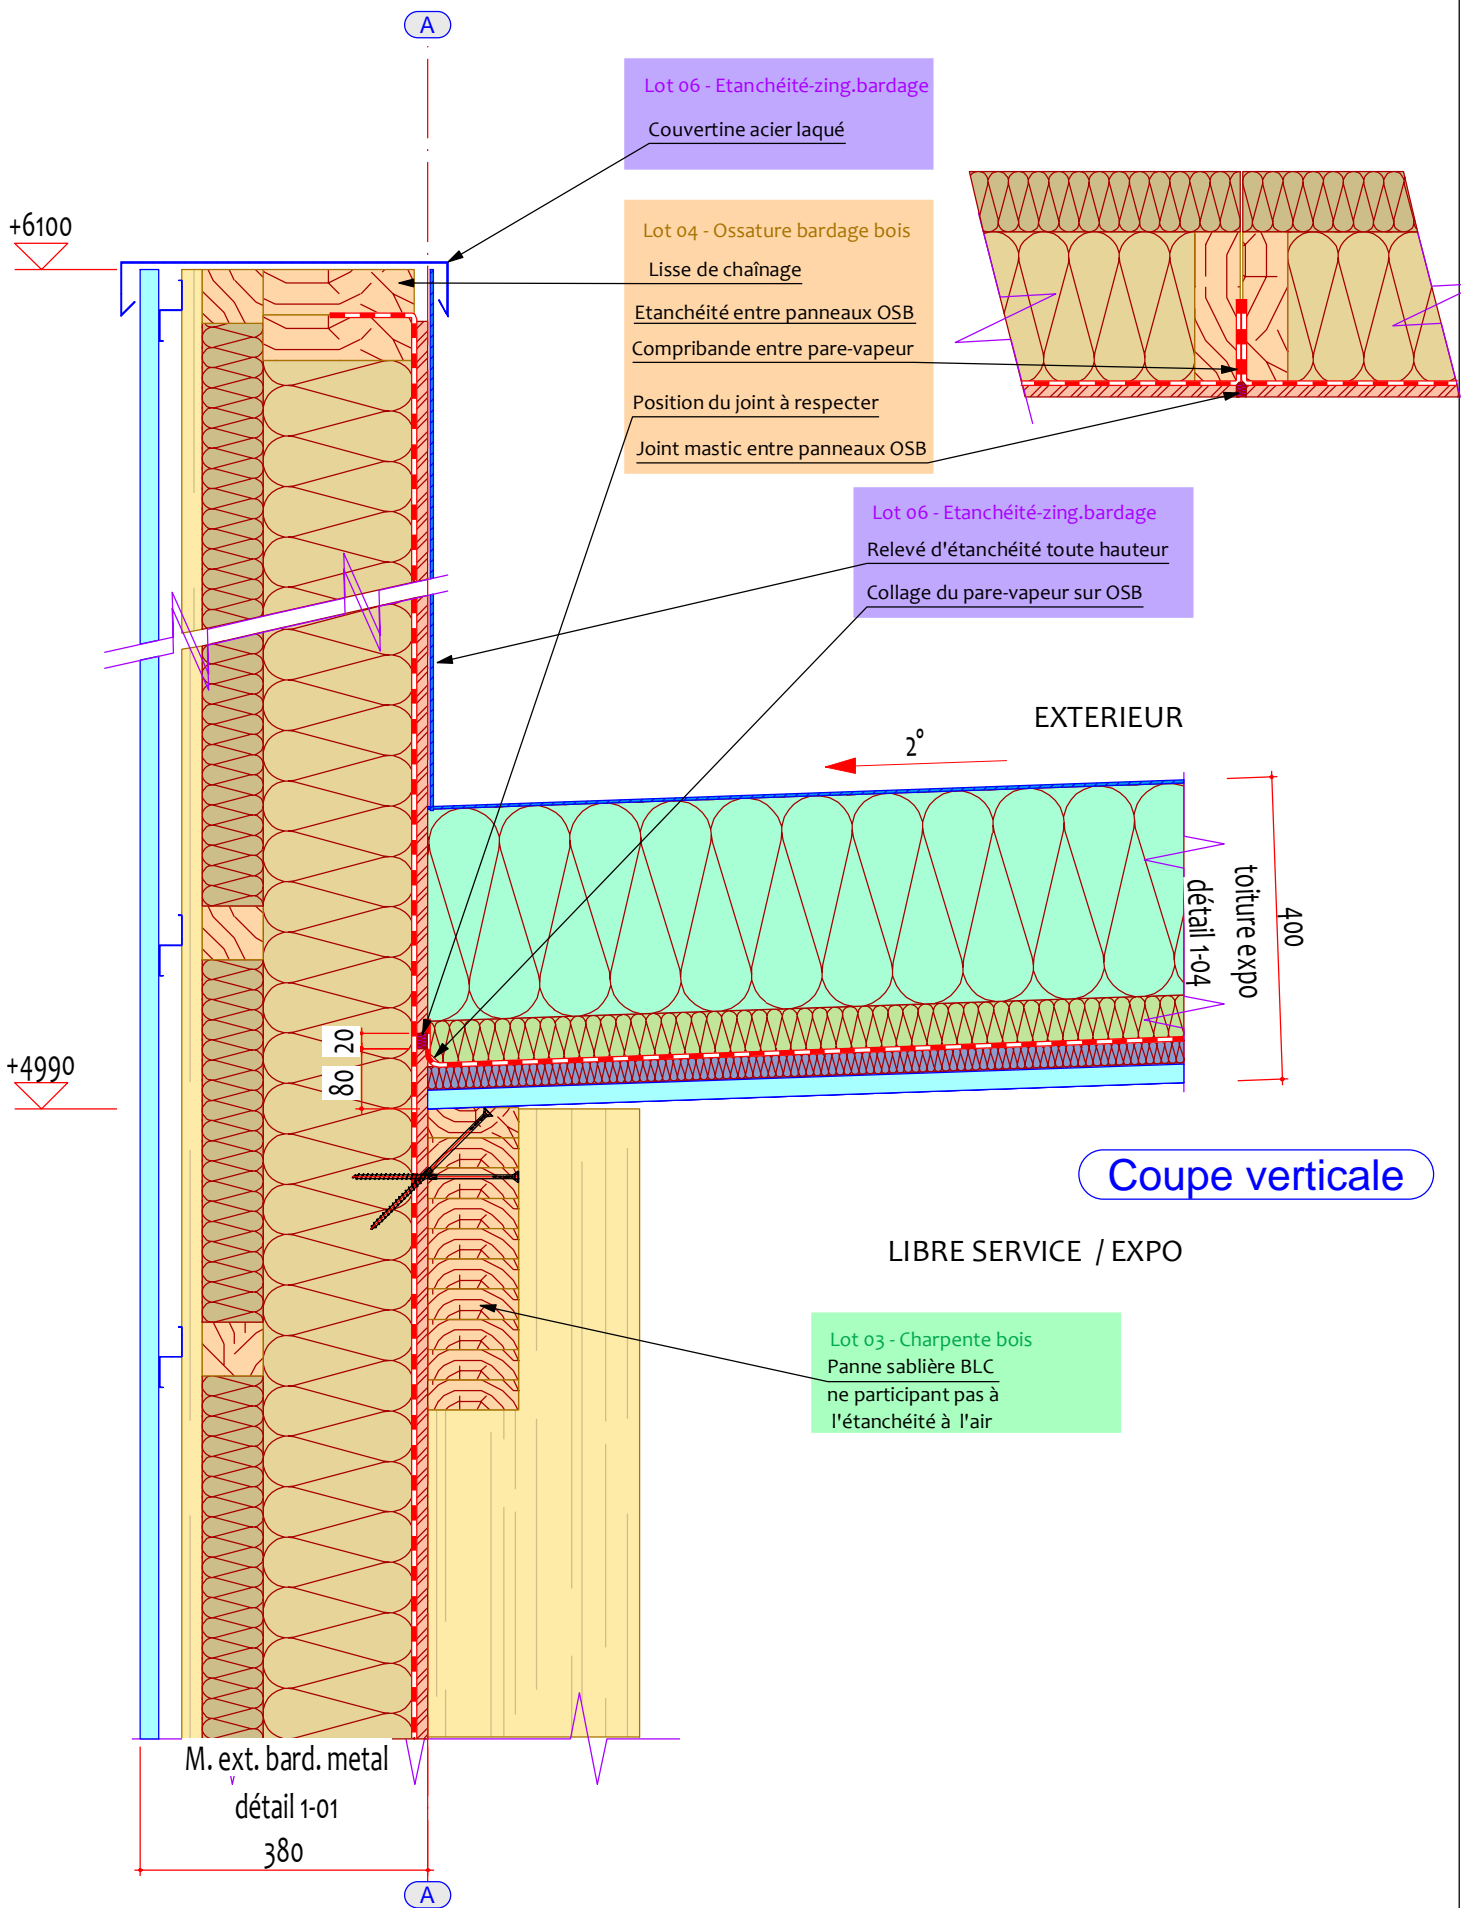 A
Lot 06 - Etanchéité-zing.bardage
Couvertine acier laqué
+6100
Lot 04 - Ossature bardage bois
Lisse de chaînage
Etanchéité entre panneaux OSB
Compribande entre pare-vapeur
Position du joint à respecter
Joint mastic entre panneaux OSB
Lot 06 - Etanchéité-zing.bardage
Relevé d'étanchéité toute hauteur
Collage du pare-vapeur sur OSB
EXTERIEUR
2°
400
toiture expo
détail 1-04
20
80
+4990
Coupe verticale
LIBRE SERVICE / EXPO
Lot 03 - Charpente bois
Panne sablière BLC
ne participant pas à
l'étanchéité à l'air
M. ext. bard. metal
détail 1-01
380
A